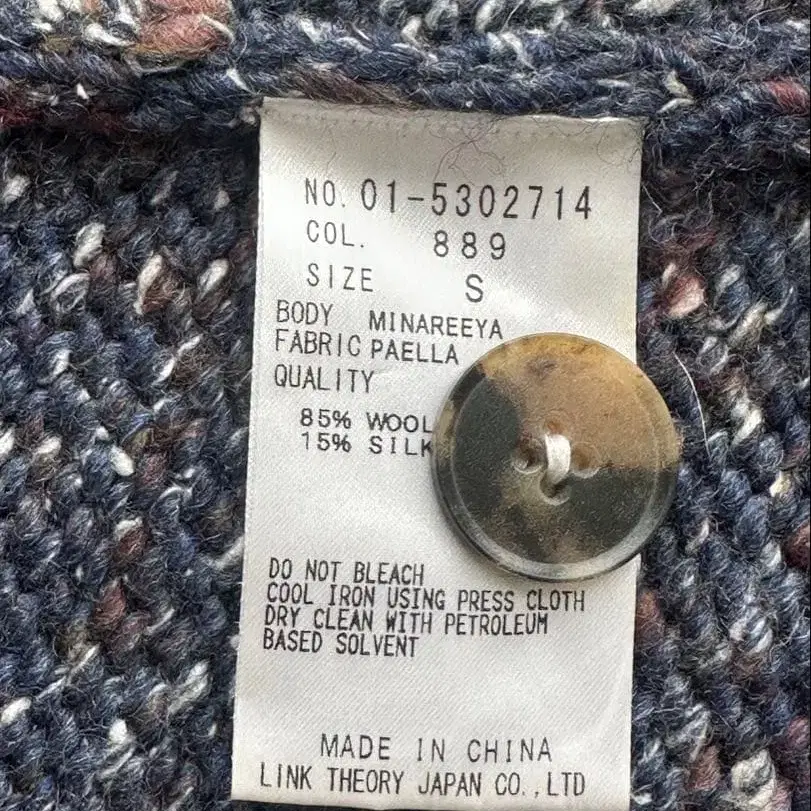 NO. 01-5302714
COL. 889
SIZE S
BODY MINAREEYA
FABRIC PAELLA
QUALITY
85% WOOL
15% SILK
DO NOT BLEACH
COOL IRON USING PRESS CLOTH
DRY CLEAN WITH PETROLEUM
BASED SOLVENT
MADE IN CHINA
LINK THEORY JAPAN CO.,LTD